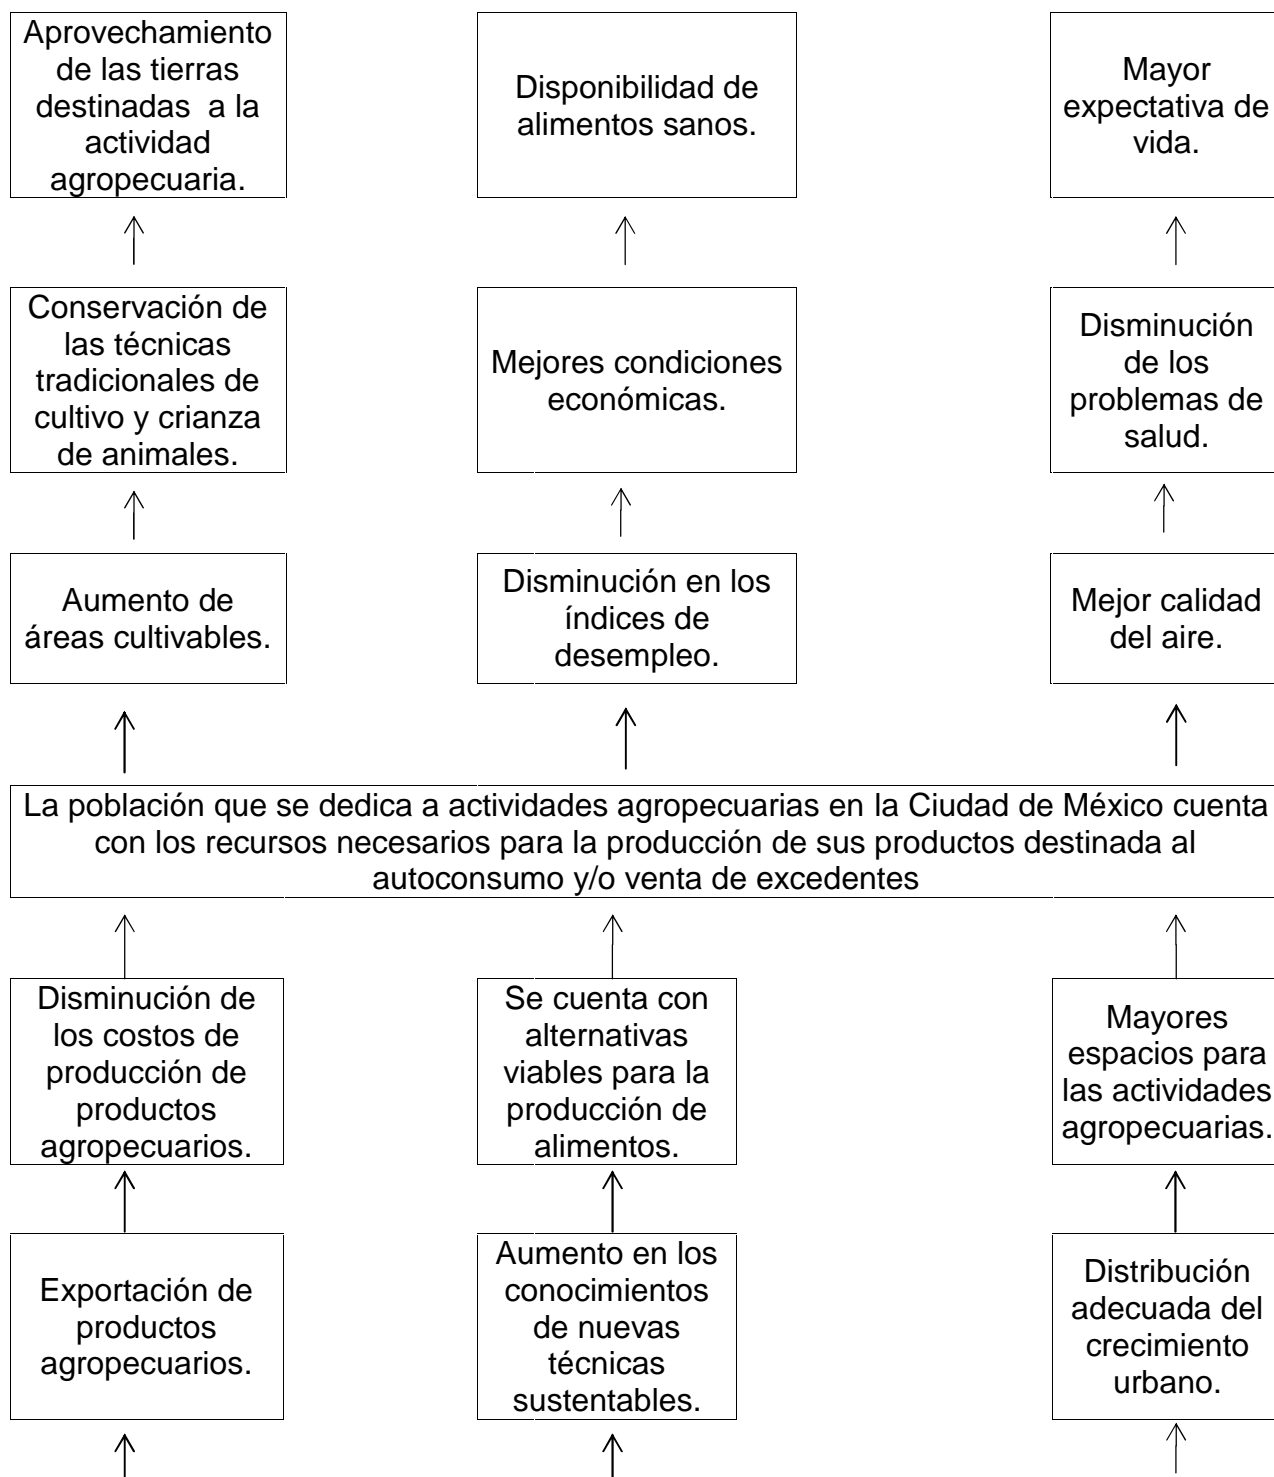 Aprovechamiento
de las tierras
destinadas a la
actividad
agropecuaria.
Disponibilidad de
alimentos sanos.
Mayor
expectativa de
vida.
Conservación de
las técnicas
tradicionales de
cultivo y crianza
de animales.
Mejores condiciones
económicas.
Disminución
de los
problemas de
salud.
Aumento de
áreas cultivables.
Disminución en los
índices de
desempleo.
Mejor calidad
del aire.
La población que se dedica a actividades agropecuarias en la Ciudad de México cuenta
con los recursos necesarios para la producción de sus productos destinada al
autoconsumo y/o venta de excedentes
Disminución de
los costos de
producción de
productos
agropecuarios.
Se cuenta con
alternativas
viables para la
producción de
alimentos.
Mayores
espacios para
las actividades
agropecuarias.
Exportación de
productos
agropecuarios.
Aumento en los
conocimientos
de nuevas
técnicas
sustentables.
Distribución
adecuada del
crecimiento
urbano.